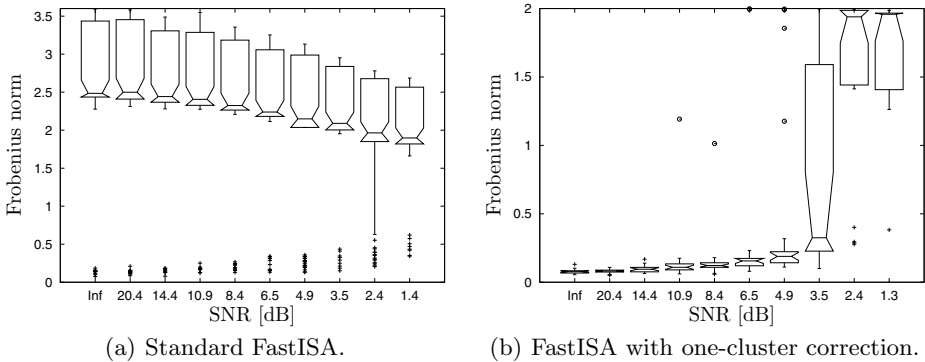 3.5
3
2.5
2
1.5
1
0.5
0
Frobenius norm
Inf 20.4 14.4 10.9 8.4 6.5 4.9 3.5 2.4 1.4
SNR [dB]
(a) Standard FastISA.
2
1.5
1
0.5
0
Frobenius norm
Inf 20.4 14.4 10.9 8.4 6.5 4.9 3.5 2.4 1.3
SNR [dB]
(b) FastISA with one-cluster correction.